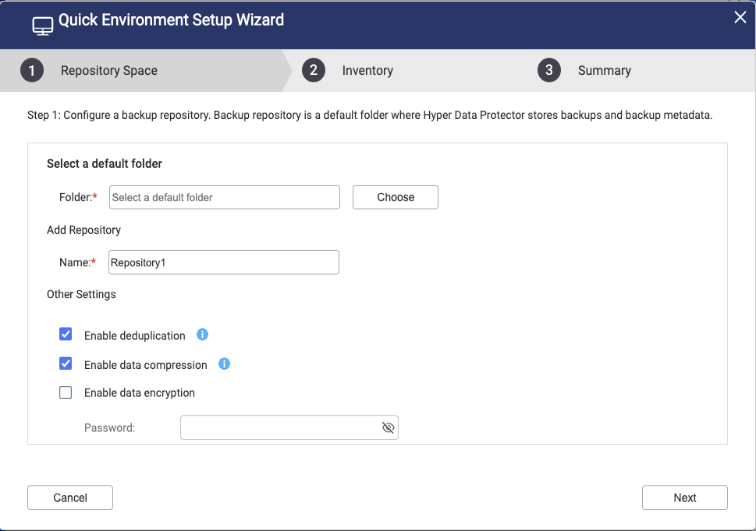 Quick Environment Setup Wizard
1 Repository Space 2 Inventory 3 Summary
Step 1: Configure a backup repository. Backup repository is a default folder where Hyper Data Protector stores backups and backup metadata.
Select a default folder
Folder:* Select a default folder Choose
Add Repository
Name:* Repository1
Other Settings
Enable deduplication i
Enable data compression i
Enable data encryption
Password:
Cancel Next